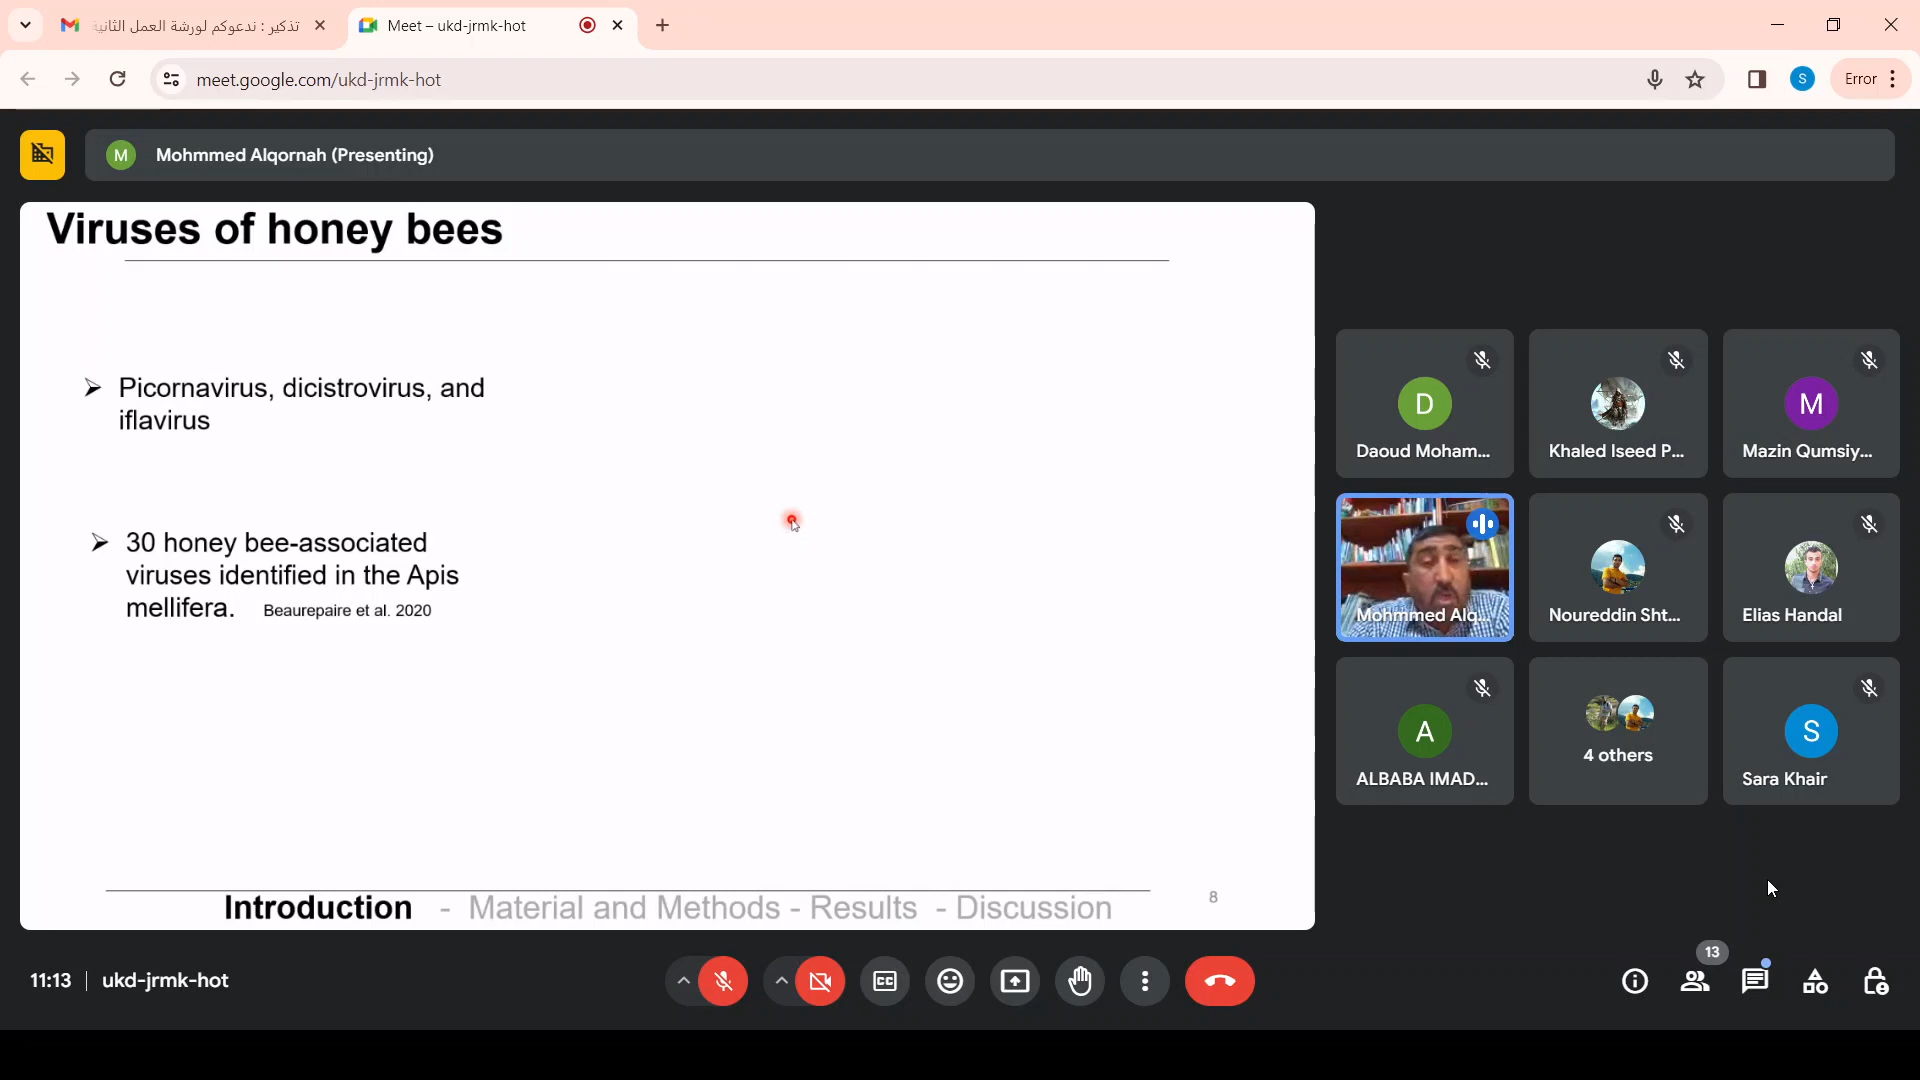 تذكير : ندعوكم لورشة العمل الثانية
Meet – ukd-jrmk-hot
meet.google.com/ukd-jrmk-hot
S
Error
M
Mohmmed Alqornah (Presenting)
Viruses of honey bees
➢ Picornavirus, dicistrovirus, and
iflavirus
➢ 30 honey bee-associated
viruses identified in the Apis
mellifera. Beaurepaire et al. 2020
Introduction - Material and Methods - Results - Discussion
8
D
Daoud Moham...
Khaled Iseed P...
M
Mazin Qumsiy...
Mohmmed Alq...
Noureddin Sht...
Elias Handal
A
ALBABA IMAD...
4 others
S
Sara Khair
11:13 | ukd-jrmk-hot
CC
13